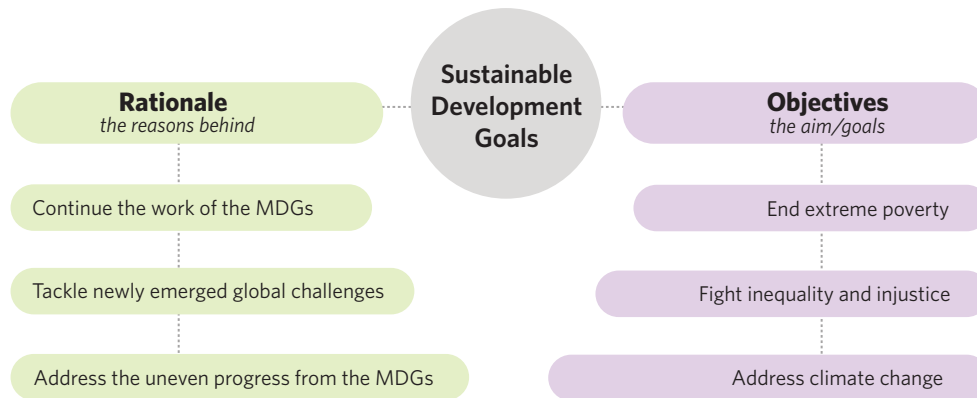 Sustainable
Development
Goals
Rationale
the reasons behind
Continue the work of the MDGs
Tackle newly emerged global challenges
Address the uneven progress from the MDGs
Objectives
the aim/goals
End extreme poverty
Fight inequality and injustice
Address climate change